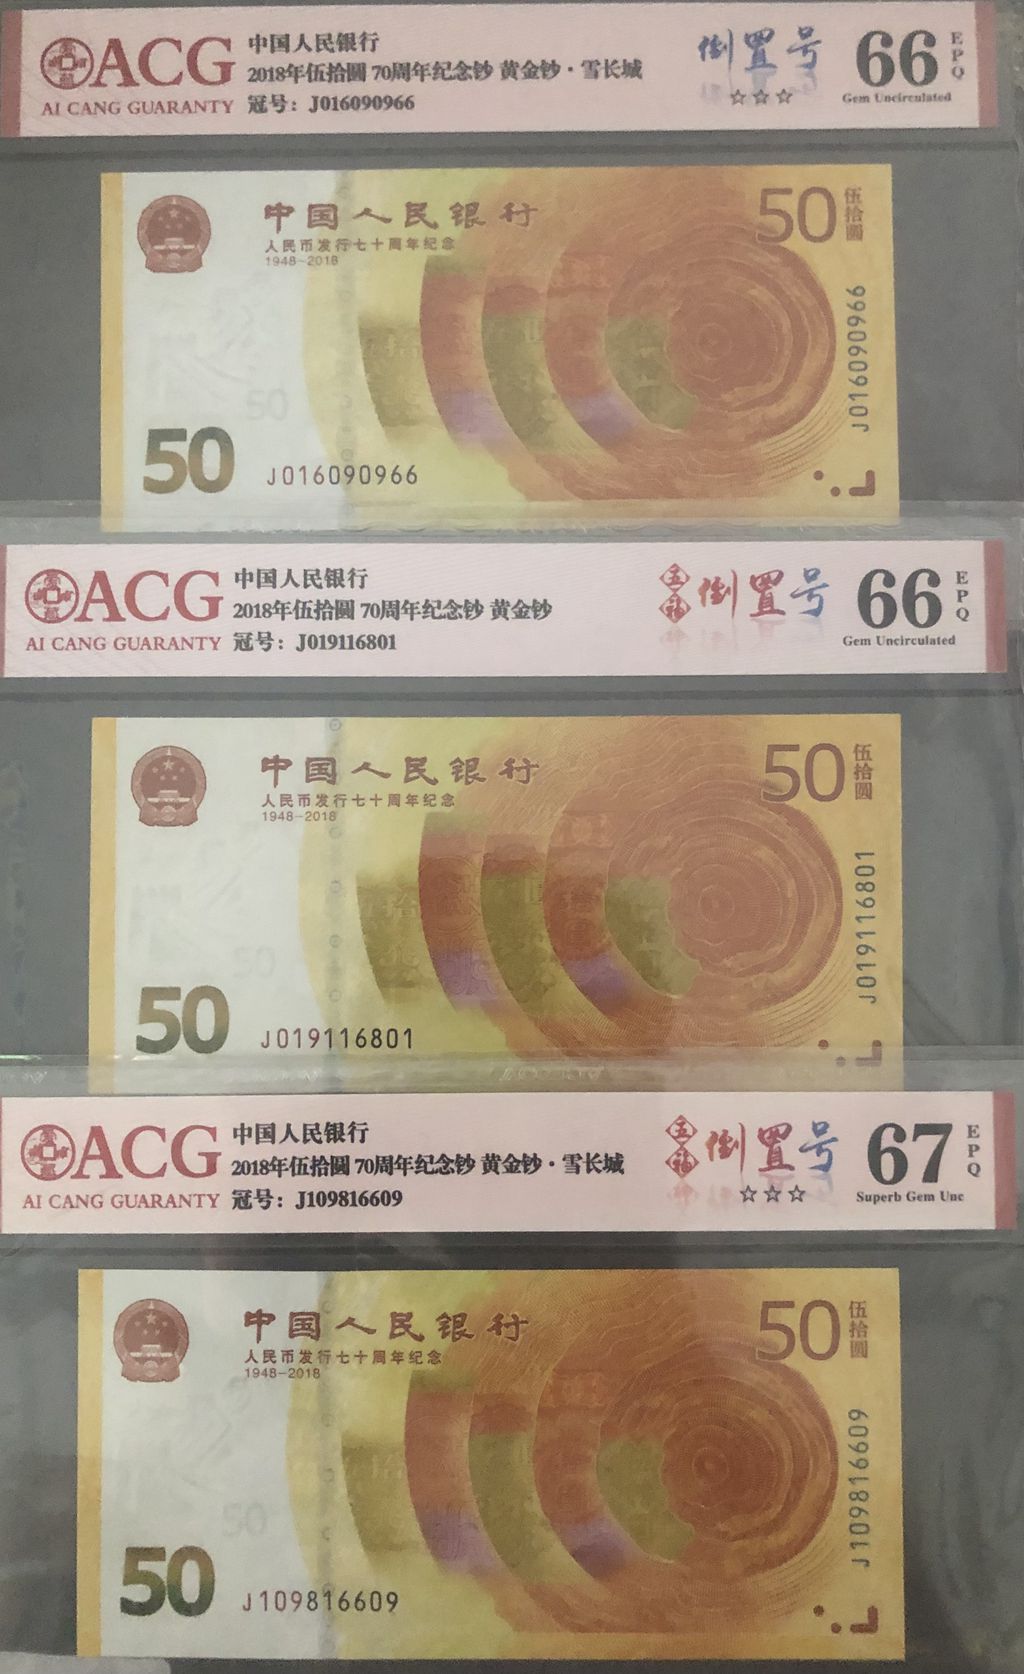 ACG
AI CANG GUARANTY
中国人民银行
2018年伍拾圆 70周年纪念钞 黄金钞·雪长城
冠号：J016090966
倒置号
☆☆☆
66
EPQ
Gem Uncirculated
中国人民银行
人民币发行七十周年纪念
1948-2018
50
伍拾圆
J016090966
50
50
J016090966
ACG
AI CANG GUARANTY
中国人民银行
2018年伍拾圆 70周年纪念钞 黄金钞
冠号：J019116801
五福
倒置号
66
EPQ
Gem Uncirculated
中国人民银行
人民币发行七十周年纪念
1948-2018
50
伍拾圆
J019116801
50
50
J019116801
ACG
AI CANG GUARANTY
中国人民银行
2018年伍拾圆 70周年纪念钞 黄金钞·雪长城
冠号：J109816609
五福
倒置号
☆☆☆
67
EPQ
Superb Gem Unc
中国人民银行
人民币发行七十周年纪念
1948-2018
50
伍拾圆
J109816609
50
50
J109816609